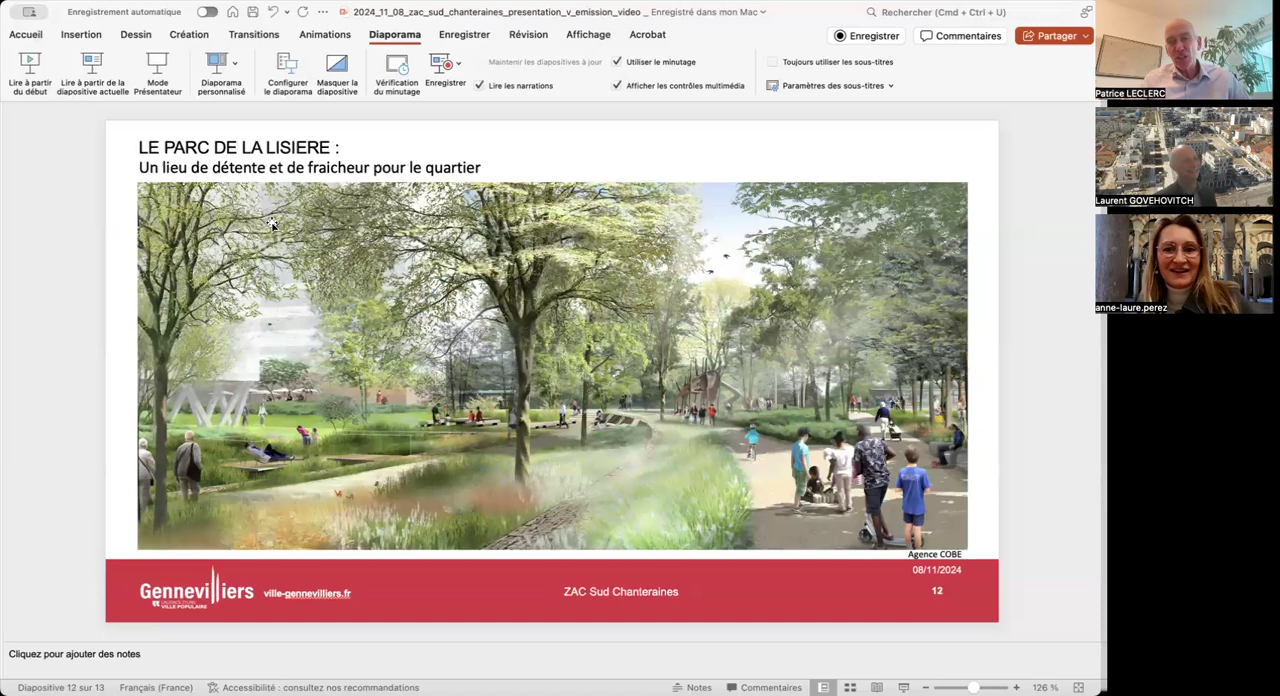 Enregistrement automatique
2024_11_08_zac_sud_chanteraines_presentation_v_emission_video _ Enregistré dans mon Mac
Rechercher (Cmd + Ctrl + U)
Accueil Insertion Dessin Création Transitions Animations Diaporama Enregistrer Révision Affichage Acrobat
Enregistrer Commentaires Partager
Lire à partir du début
Lire à partir de la diapositive actuelle
Mode Présentateur
Diaporama personnalisé
Configurer le diaporama
Masquer la diapositive
Vérification du minutage
Enregistrer
Maintenir les diapositives à jour
Lire les narrations
Utiliser le minutage
Afficher les contrôles multimédia
Toujours utiliser les sous-titres
Paramètres des sous-titres
Patrice LECLERC
Laurent GOVEHOVITCH
anne-laure.perez
LE PARC DE LA LISIERE :
Un lieu de détente et de fraicheur pour le quartier
Agence COBE
08/11/2024
Gennevilliers
VILLE POPULAIRE
ville-gennevilliers.fr
ZAC Sud Chanteraines
12
Cliquez pour ajouter des notes
Diapositive 12 sur 13 Français (France) Accessibilité : consultez nos recommandations
Notes Commentaires 126 %